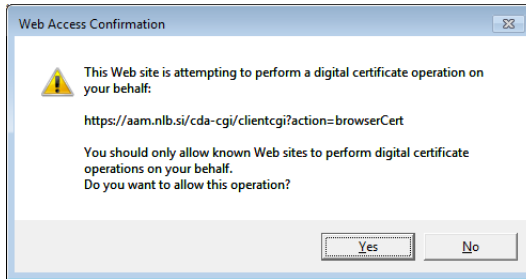 Web Access Confirmation
This Web site is attempting to perform a digital certificate operation on
your behalf:
https://aam.nlb.si/cda-cgi/clientcgi?action=browserCert
You should only allow known Web sites to perform digital certificate
operations on your behalf.
Do you want to allow this operation?
Yes
No